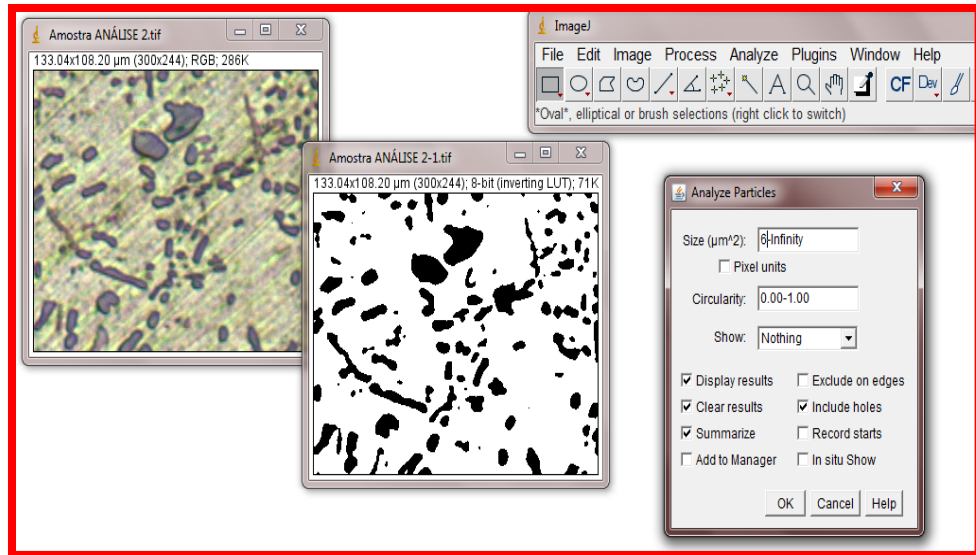 Amostra ANÁLISE 2.tif
133.04x108.20 µm (300x244); RGB; 286K
ImageJ
File Edit Image Process Analyze Plugins Window Help
A CF Dev
*Oval*, elliptical or brush selections (right click to switch)
Amostra ANÁLISE 2-1.tif
133.04x108.20 µm (300x244); 8-bit (inverting LUT); 71K
Analyze Particles
Size (µm^2): 6-Infinity
Pixel units
Circularity: 0.00-1.00
Show: Nothing
Display results Exclude on edges
Clear results Include holes
Summarize Record starts
Add to Manager In situ Show
OK Cancel Help